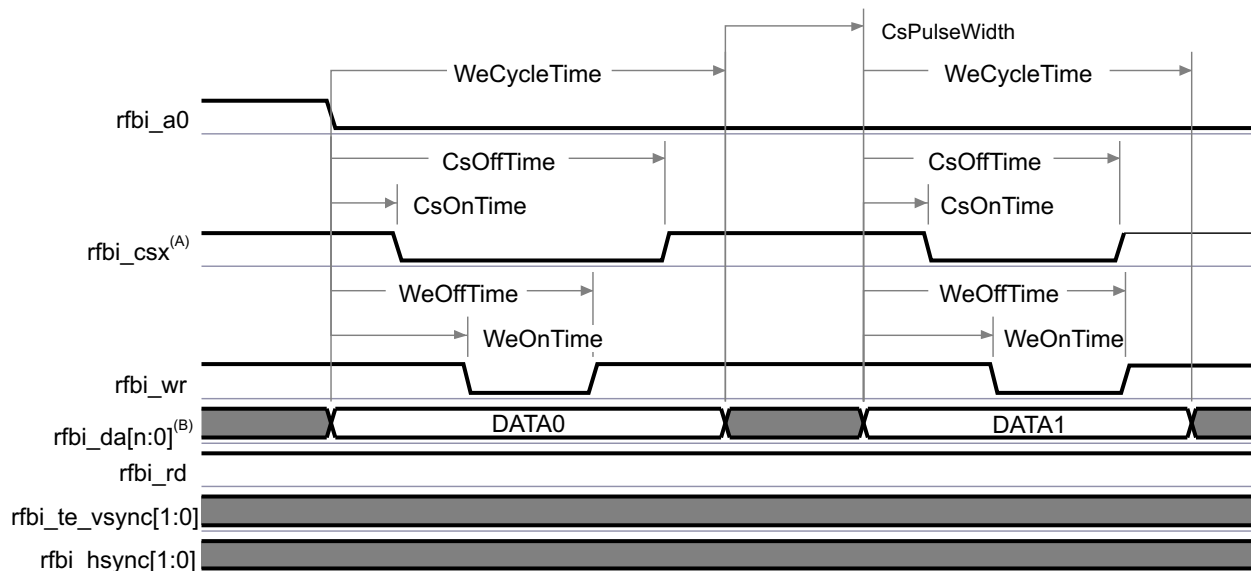 CsPulseWidth
WeCycleTime WeCycleTime
rfbi_a0
CsOffTime CsOffTime
CsOnTime CsOnTime
rfbi_csx(A)
WeOffTime WeOffTime
WeOnTime WeOnTime
rfbi_wr
rfbi_da[n:0](B) DATA0 DATA1
rfbi_rd
rfbi_te_vsync[1:0]
rfbi_hsync[1:0]